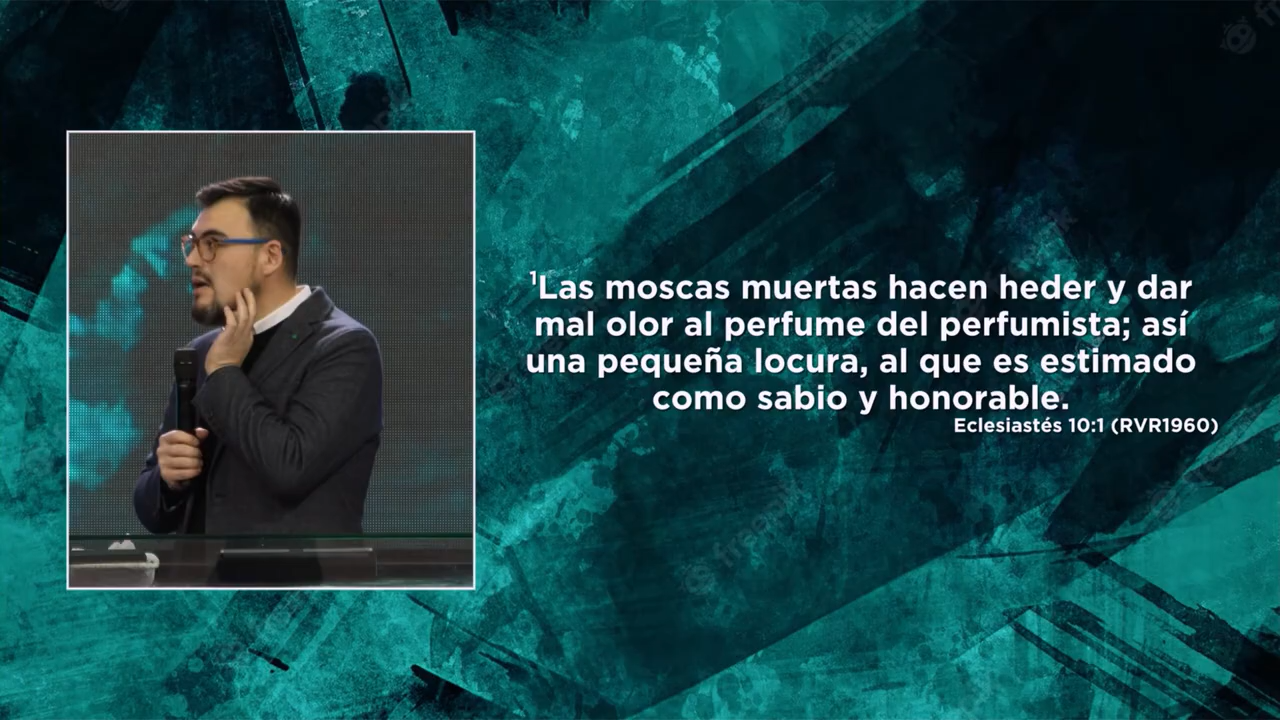 ¹Las moscas muertas hacen heder y dar
mal olor al perfume del perfumista; así
una pequeña locura, al que es estimado
como sabio y honorable.
Eclesiastés 10:1 (RVR1960)
freepik